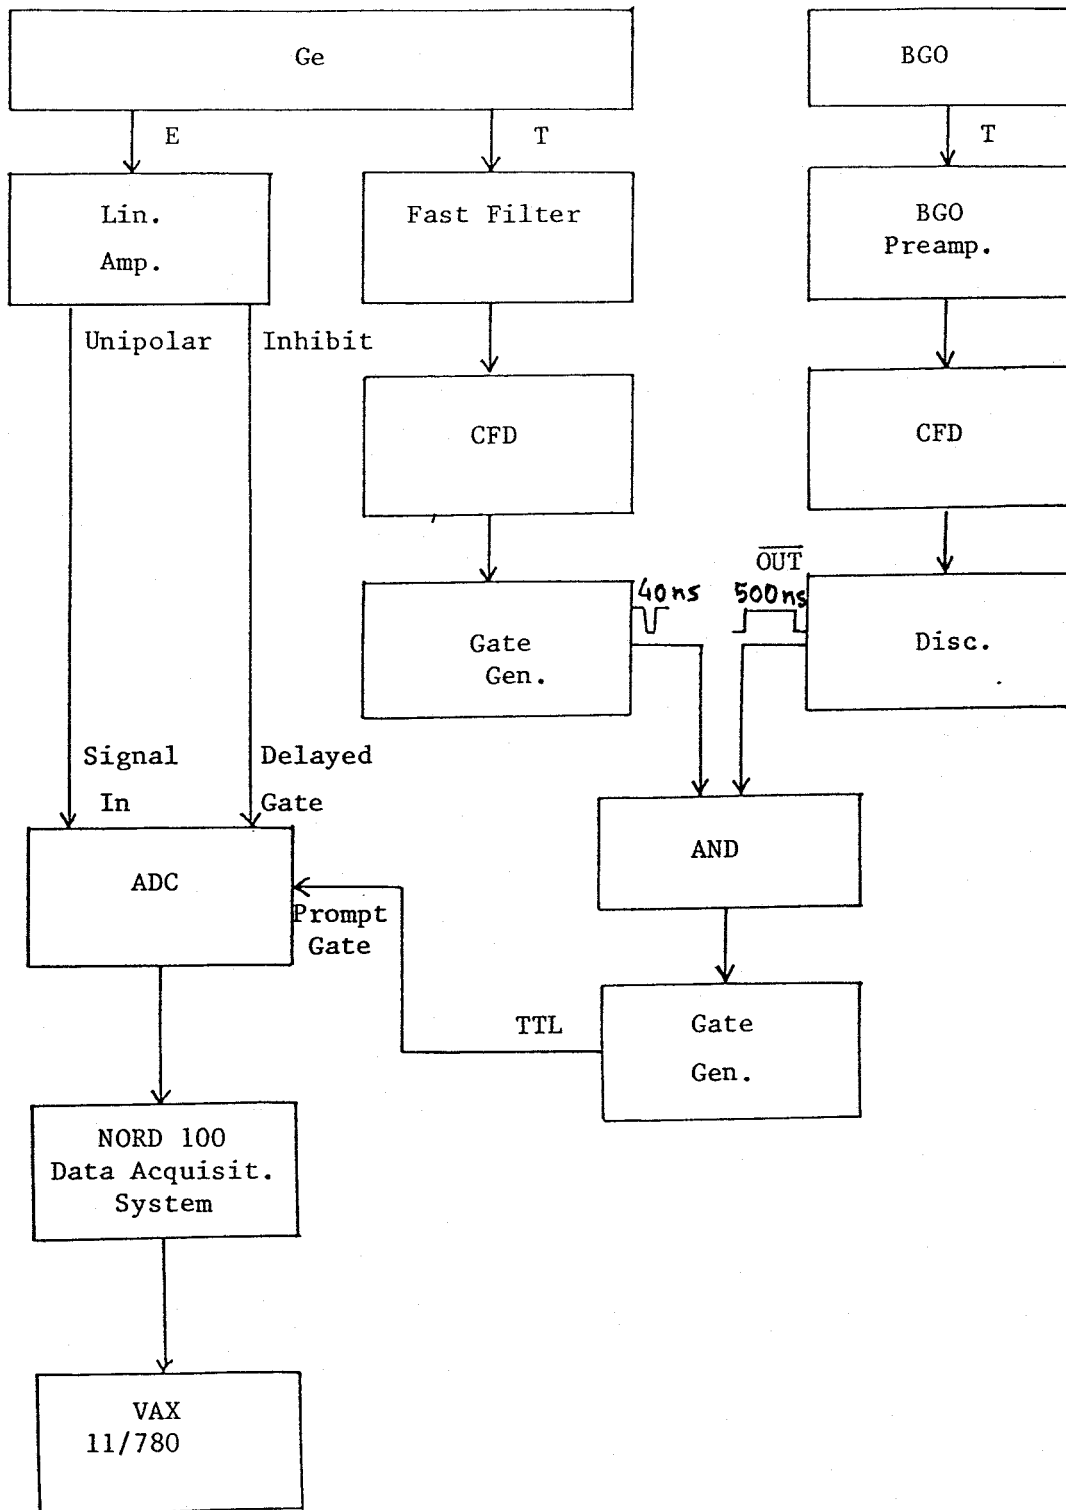 Ge
BGO
E
T
T
Lin.
Amp.
Fast Filter
BGO
Preamp.
Unipolar
Inhibit
CFD
CFD
OUT
40ns
500ns
Gate
Gen.
Disc.
Signal
In
Delayed
Gate
AND
ADC
Prompt
Gate
TTL
Gate
Gen.
NORD 100
Data Acquisit.
System
VAX
11/780